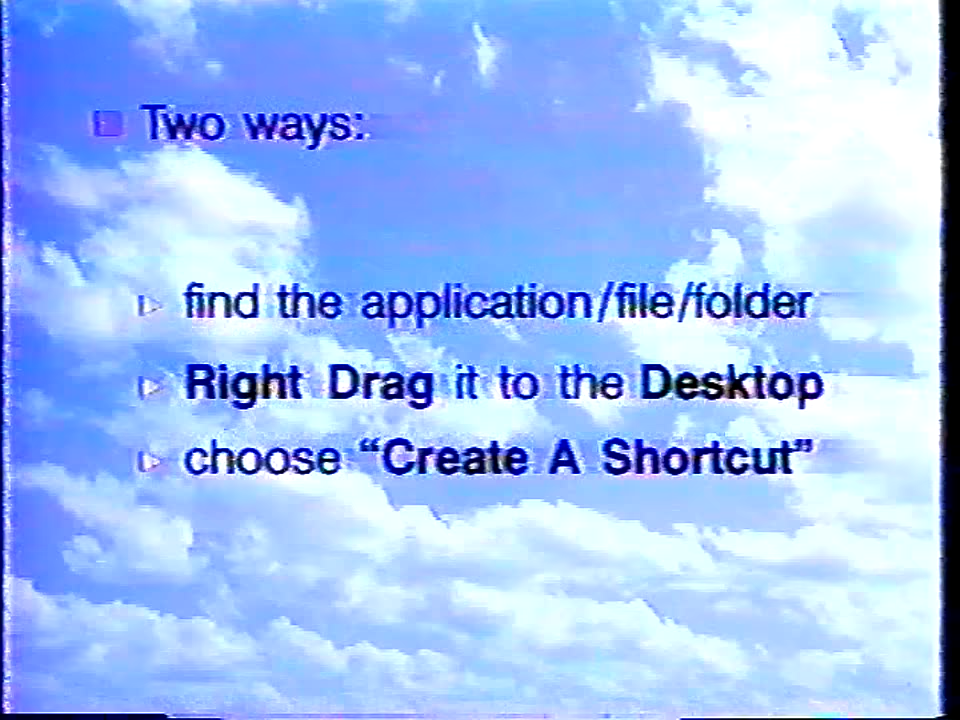 Two ways:
find the application/file/folder
Right Drag it to the Desktop
choose “Create A Shortcut”